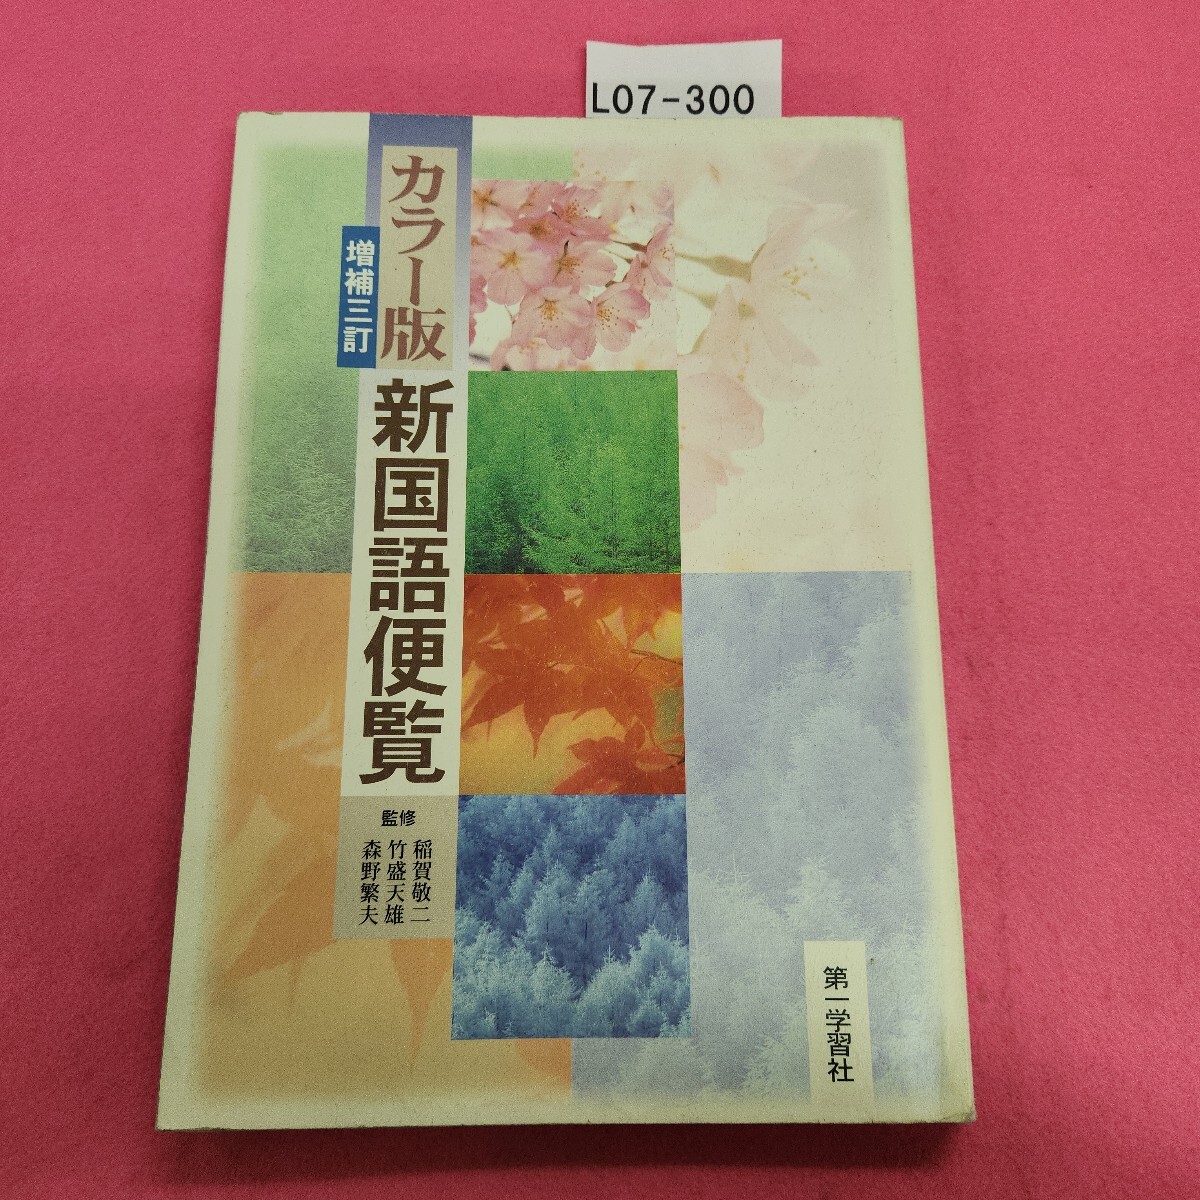 L07-300
カラー版
増補三訂
新国語便覧
監修
稲賀敬二
竹盛天雄
森野繁夫
第一学習社